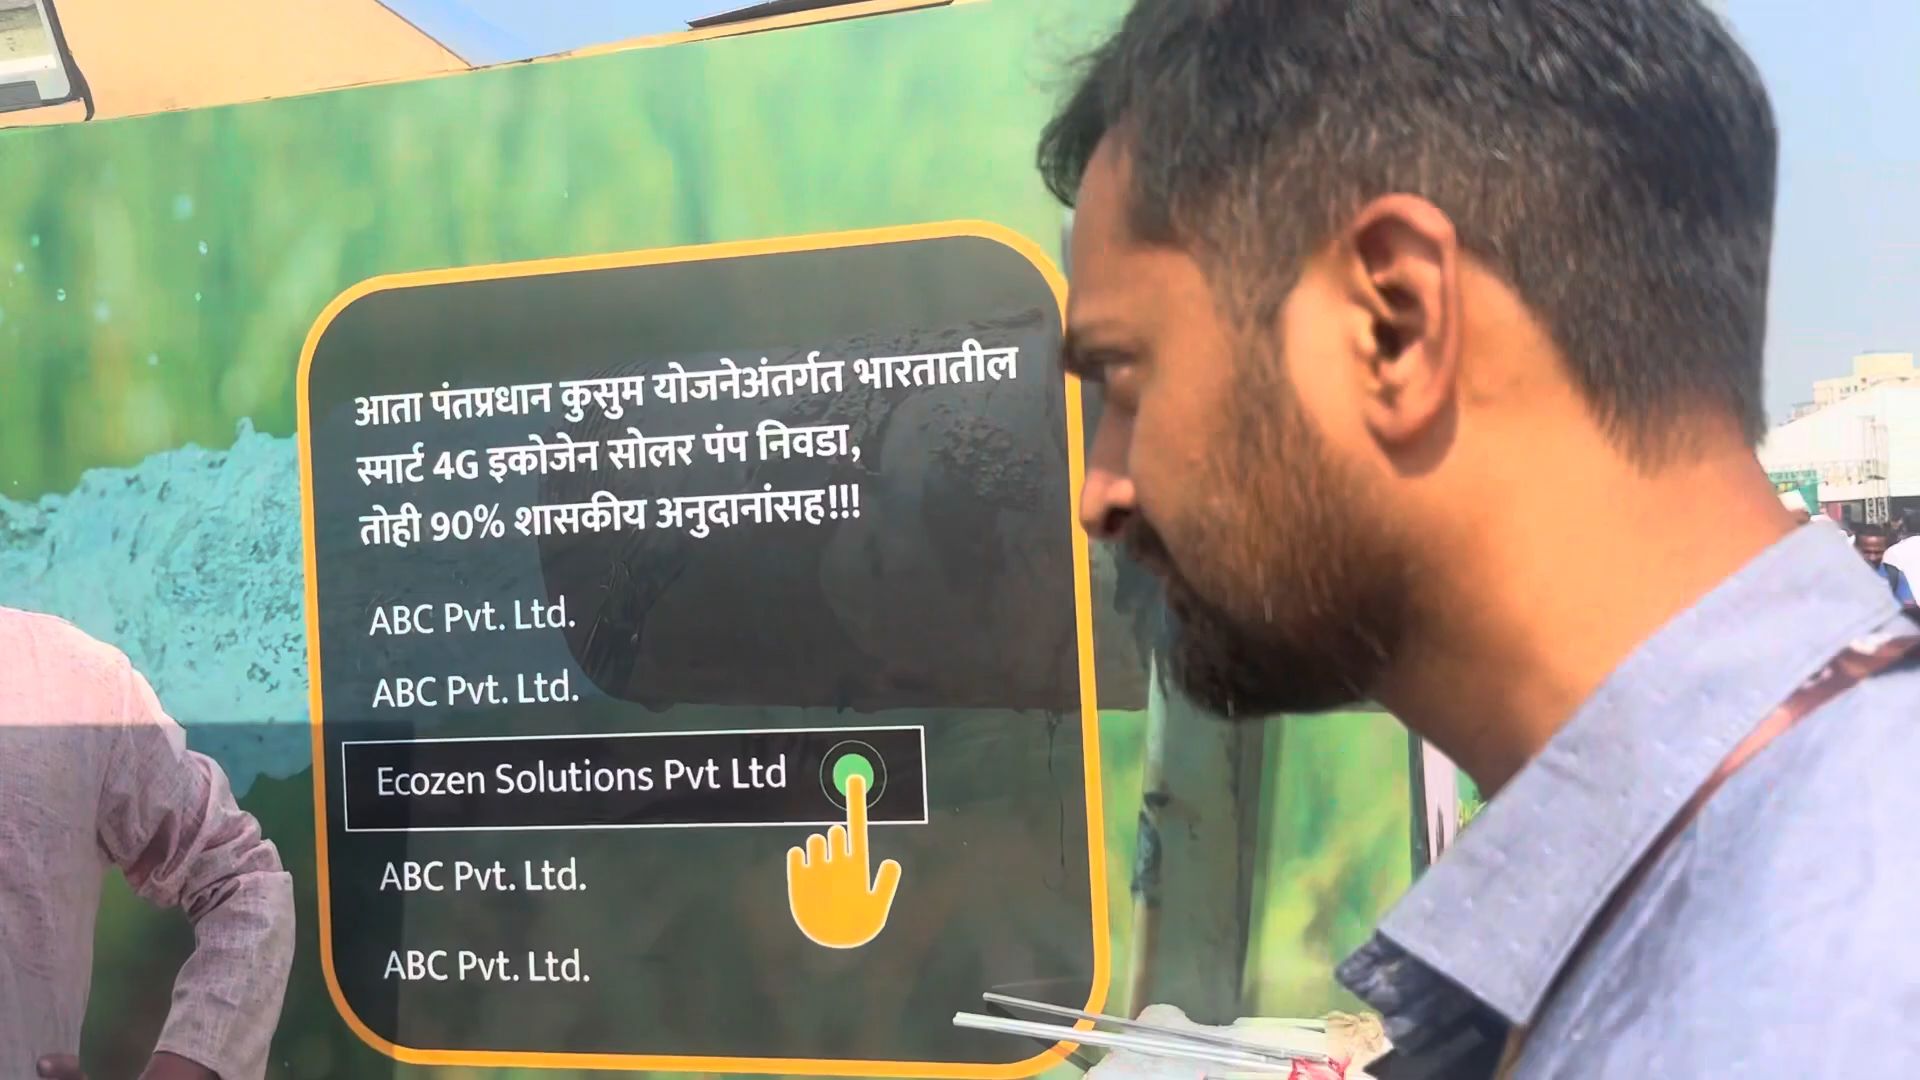 आता पंतप्रधान कुसुम योजनेअंतर्गत भारतातील
स्मार्ट 4G इकोजेन सोलर पंप निवडा,
तोही 90% शासकीय अनुदानांसह!!!
ABC Pvt. Ltd.
ABC Pvt. Ltd.
Ecozen Solutions Pvt Ltd
ABC Pvt. Ltd.
ABC Pvt. Ltd.